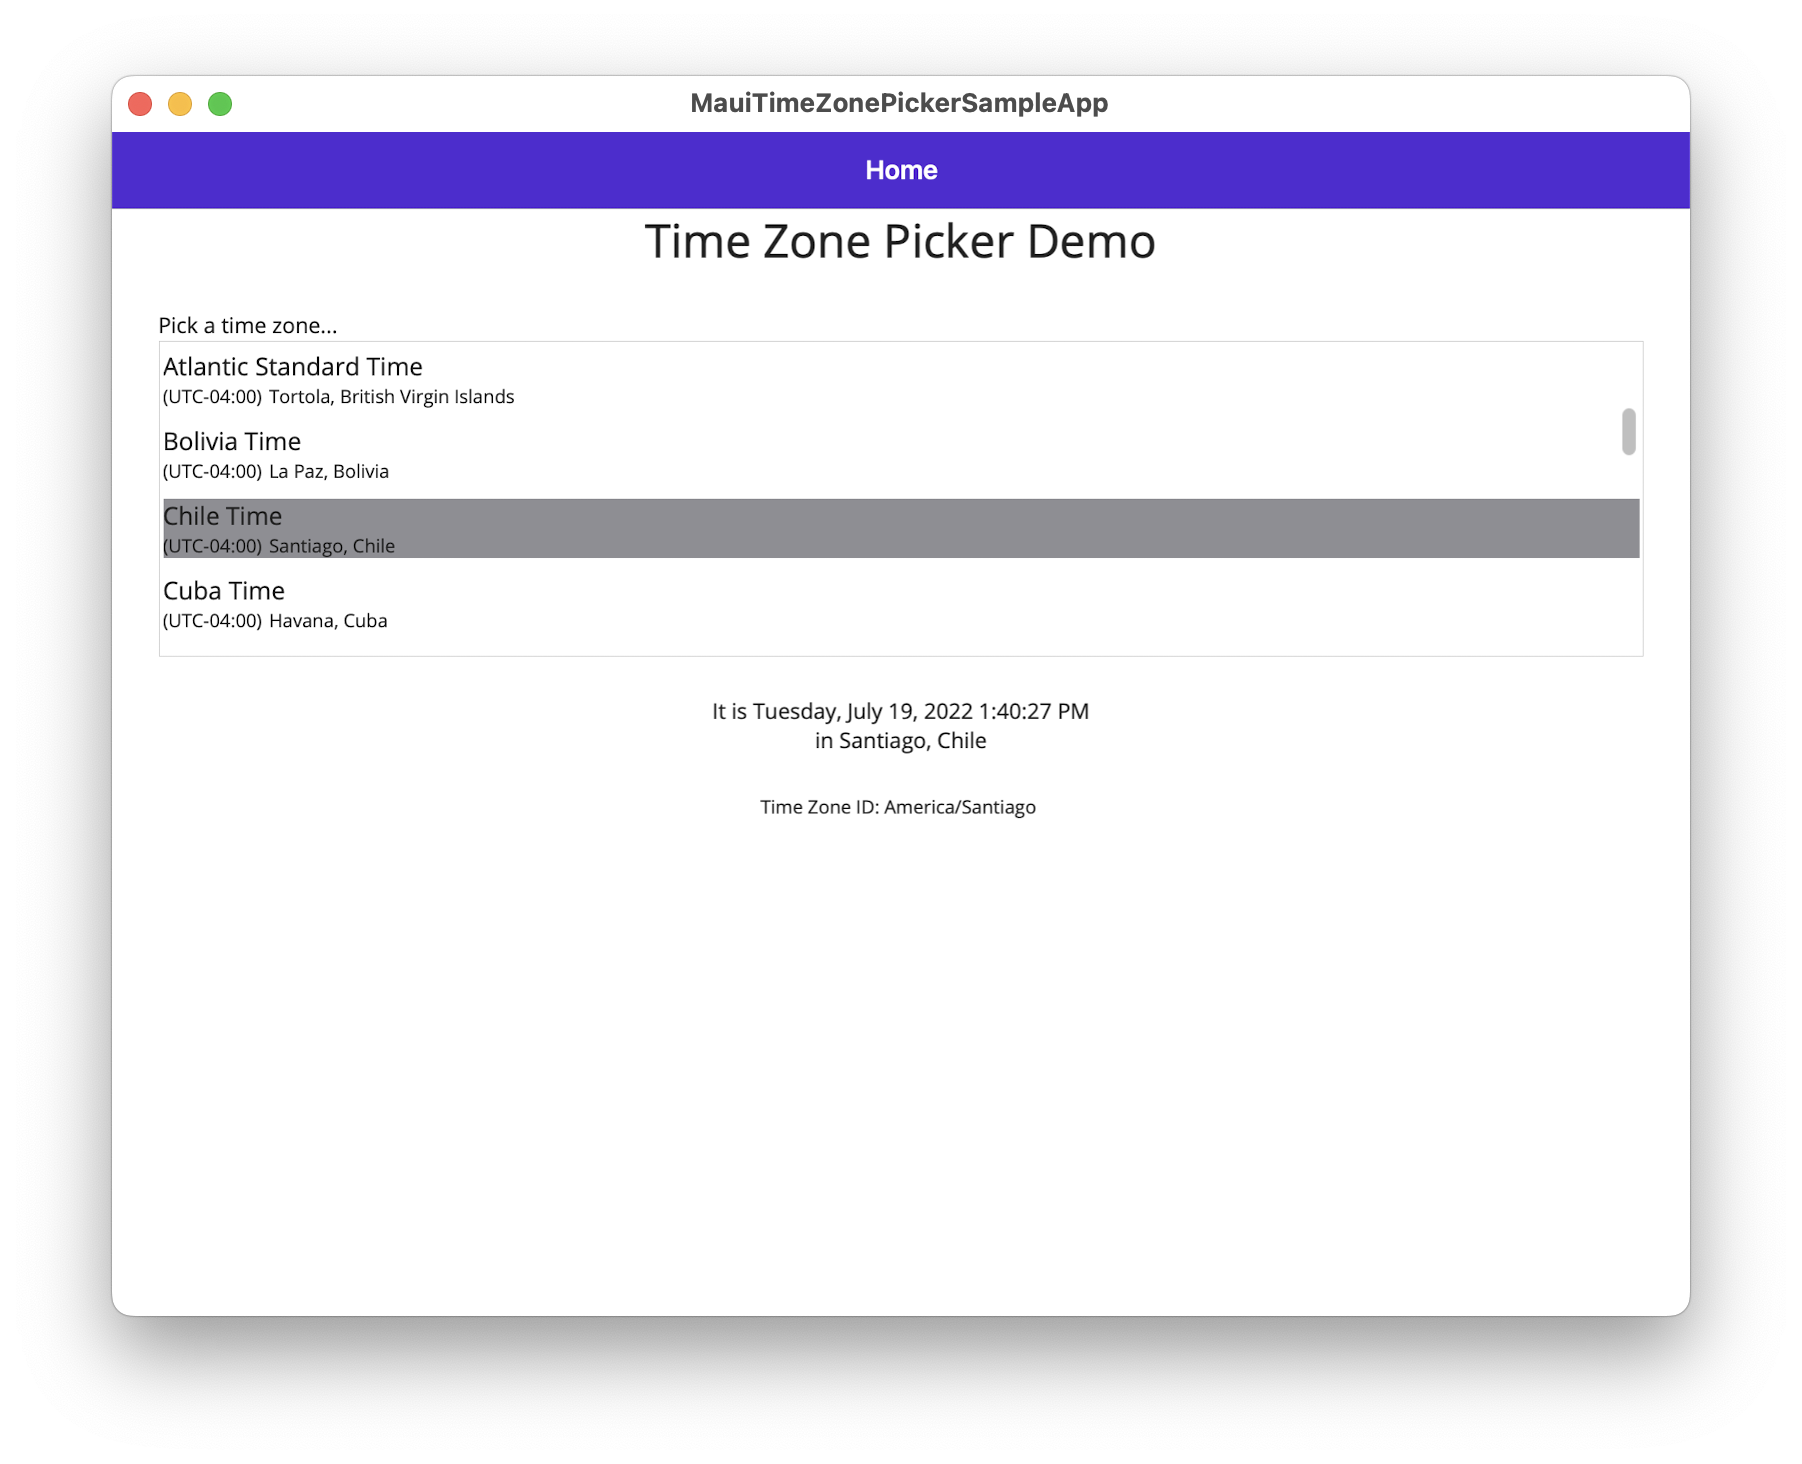 MauiTimeZonePickerSampleApp
Home
Time Zone Picker Demo
Pick a time zone...
Atlantic Standard Time
(UTC-04:00) Tortola, British Virgin Islands
Bolivia Time
(UTC-04:00) La Paz, Bolivia
Chile Time
(UTC-04:00) Santiago, Chile
Cuba Time
(UTC-04:00) Havana, Cuba
It is Tuesday, July 19, 2022 1:40:27 PM
in Santiago, Chile
Time Zone ID: America/Santiago